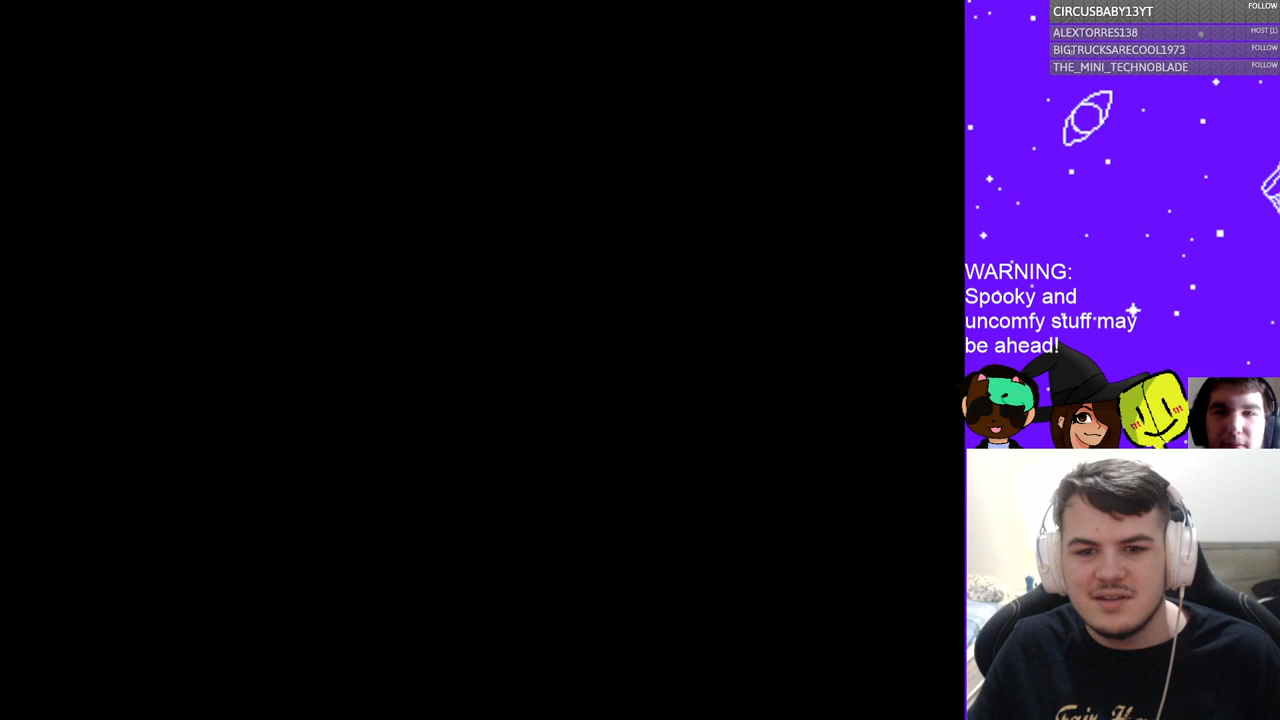 CIRCUSBABY13YT FOLLOW
ALEXTORRES138 HOST (1)
BIGTRUCKSARECOOL1973 FOLLOW
THE_MINI_TECHNOBLADE FOLLOW
WARNING:
Spooky and
uncomfy stuff may
be ahead!